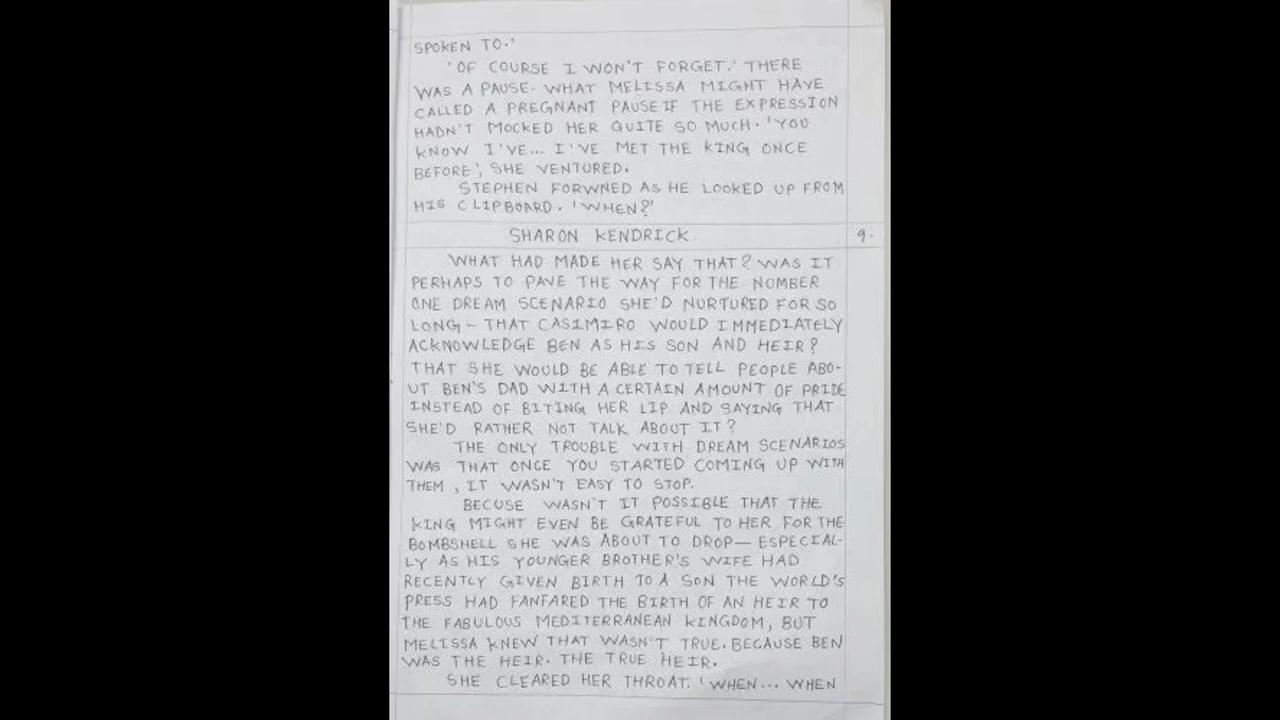 SPOKEN TO.'
'OF COURSE I WON'T FORGET.' THERE
WAS A PAUSE. WHAT MELISSA MIGHT HAVE
CALLED A PREGNANT PAUSE IF THE EXPRESSION
HADN'T MOCKED HER QUITE SO MUCH. 'YOU
KNOW I'VE... I'VE MET THE KING ONCE
BEFORE', SHE VENTURED.
STEPHEN FORWNED AS HE LOOKED UP FROM
HIS CLIPBOARD. 'WHEN?'
SHARON KENDRICK 9.
WHAT HAD MADE HER SAY THAT? WAS IT
PERHAPS TO PAVE THE WAY FOR THE NOMBER
ONE DREAM SCENARIO SHE'D NURTURED FOR SO
LONG – THAT CASIMIRO WOULD IMMEDIATELY
ACKNOWLEDGE BEN AS HIS SON AND HEIR?
THAT SHE WOULD BE ABLE TO TELL PEOPLE ABO-
UT BEN'S DAD WITH A CERTAIN AMOUNT OF PRIDE
INSTEAD OF BITING HER LIP AND SAYING THAT
SHE'D RATHER NOT TALK ABOUT IT?
THE ONLY TROUBLE WITH DREAM SCENARIOS
WAS THAT ONCE YOU STARTED COMING UP WITH
THEM, IT WASN'T EASY TO STOP.
BECUSE WASN'T IT POSSIBLE THAT THE
KING MIGHT EVEN BE GRATEFUL TO HER FOR THE
BOMBSHELL SHE WAS ABOUT TO DROP— ESPECIAL-
LY AS HIS YOUNGER BROTHER'S WIFE HAD
RECENTLY GIVEN BIRTH TO A SON THE WORLD'S
PRESS HAD FANFARED THE BIRTH OF AN HEIR TO
THE FABULOUS MEDITERRANEAN KINGDOM, BUT
MELISSA KNEW THAT WASN'T TRUE. BECAUSE BEN
WAS THE HEIR. THE TRUE HEIR.
SHE CLEARED HER THROAT. 'WHEN... WHEN